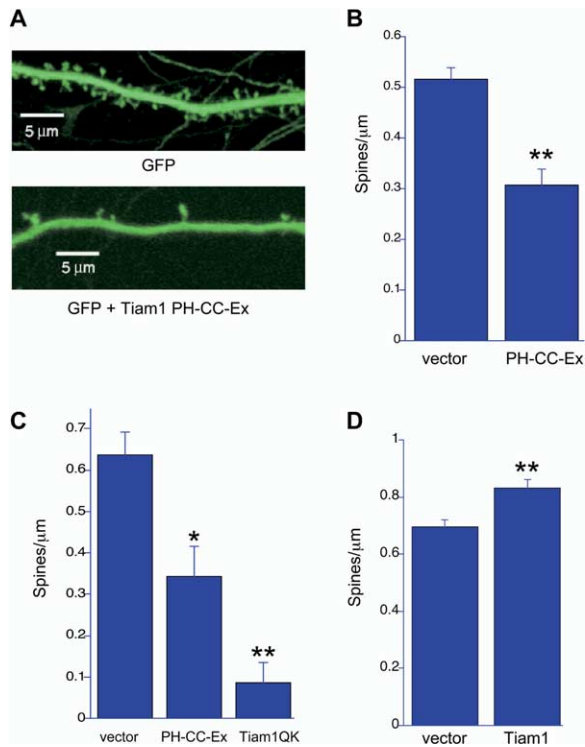 A
5 μm
GFP
5 μm
GFP + Tiam1 PH-CC-Ex
B
Spines/μm
0.6
0.5
0.4
0.3
0.2
0.1
0
**
vector PH-CC-Ex
C
Spines/μm
0.7
0.6
0.5
0.4
0.3
0.2
0.1
0
*
**
vector PH-CC-Ex Tiam1QK
D
Spines/μm
1
0.8
0.6
0.4
0.2
0
**
vector Tiam1